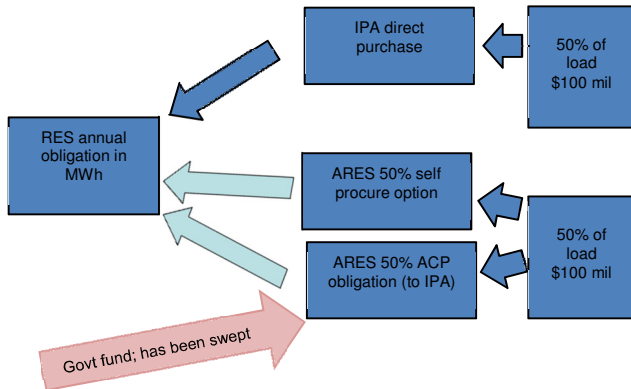 IPA direct
purchase
50% of
load
$100 mil
RES annual
obligation in
MWh
ARES 50% self
procure option
50% of
load
$100 mil
ARES 50% ACP
obligation (to IPA)
Govt fund; has been swept